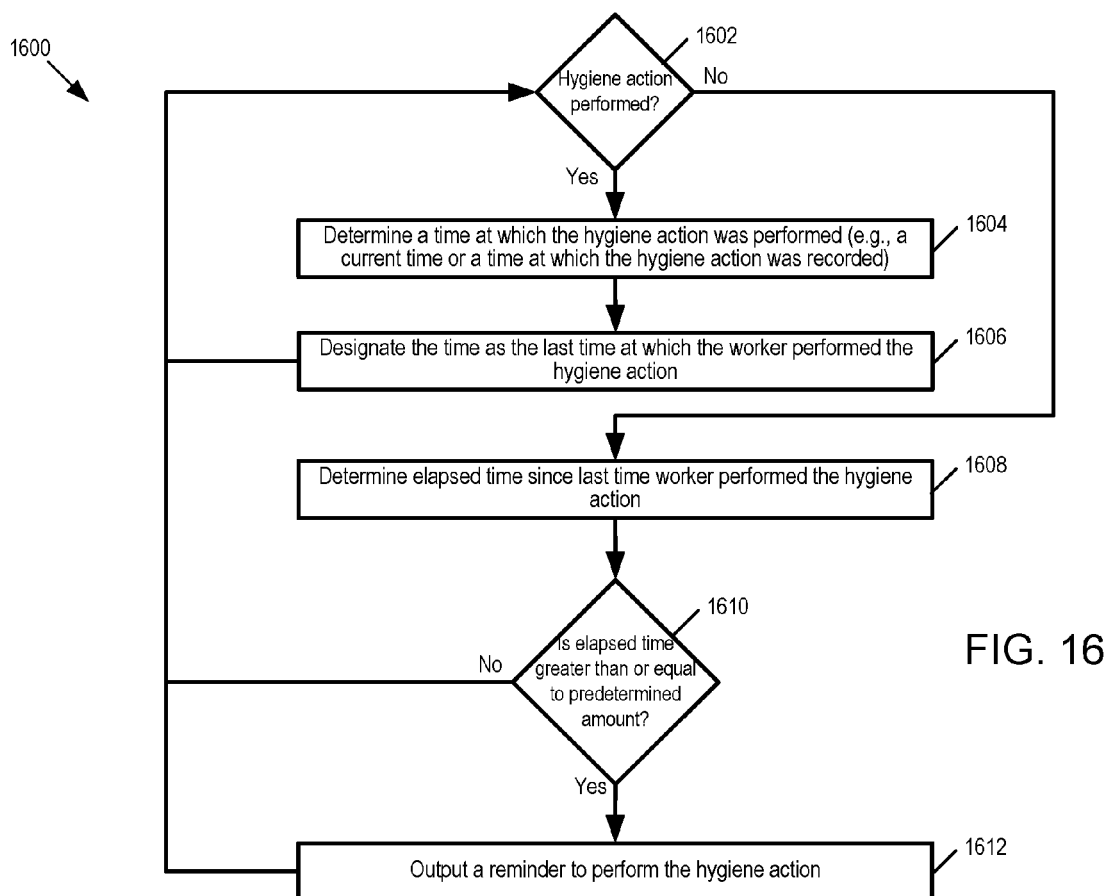 1600
1602
Hygiene action
performed?
No
Yes
Determine a time at which the hygiene action was performed (e.g., a
current time or a time at which the hygiene action was recorded)
1604
Designate the time as the last time at which the worker performed the
hygiene action
1606
Determine elapsed time since last time worker performed the hygiene
action
1608
Is elapsed time
greater than or equal
to predetermined
amount?
1610
No
Yes
FIG. 16
Output a reminder to perform the hygiene action
1612